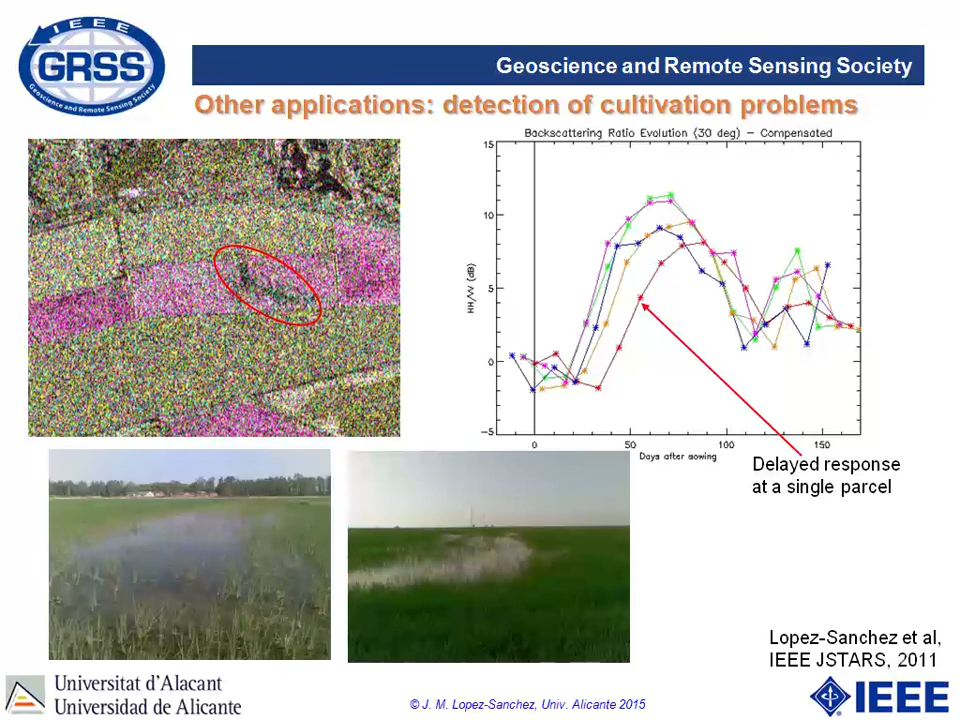 IEEE
GRSS
Geoscience and Remote Sensing Society
Geoscience and Remote Sensing Society
Other applications: detection of cultivation problems
Backscattering Ratio Evolution (30 deg) – Compensated
HH/VV (dB)
15
10
5
0
−5
0
50
100
150
Days after sowing
Delayed response
at a single parcel
Lopez-Sanchez et al,
IEEE JSTARS, 2011
Universitat d'Alacant
Universidad de Alicante
© J. M. Lopez-Sanchez, Univ. Alicante 2015
IEEE